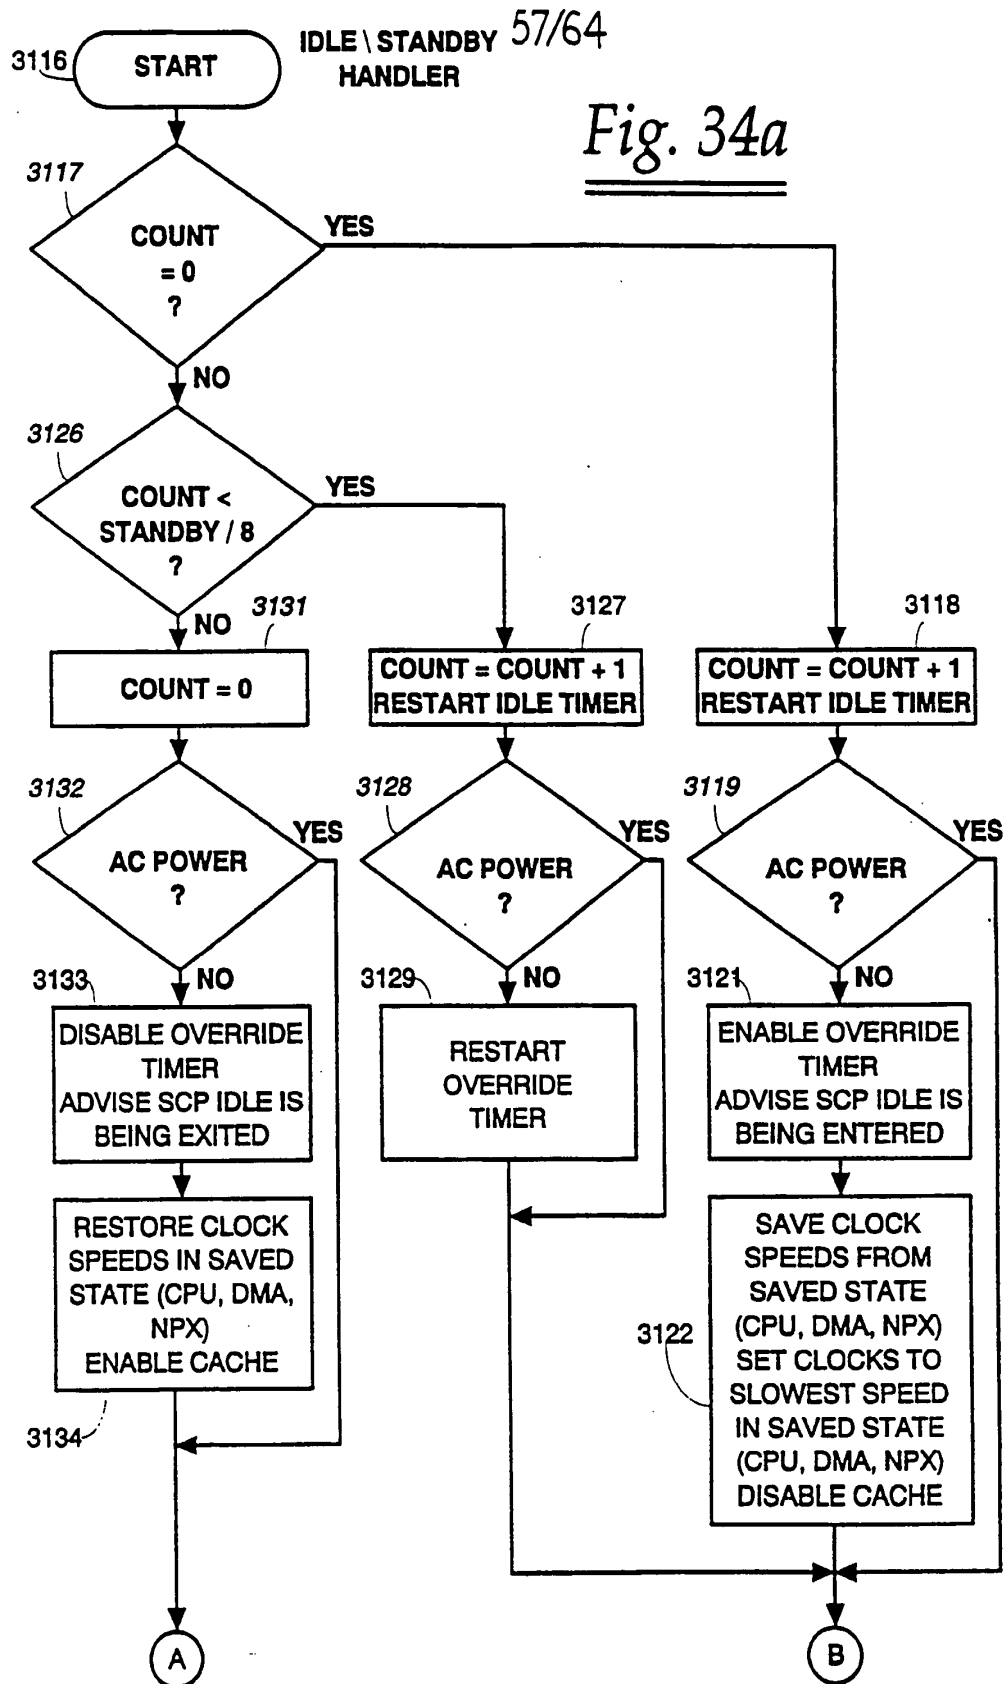 57/64
IDLE \ STANDBY
HANDLER
Fig. 34a
3116
START
3117
COUNT
= 0
?
YES
NO
3126
COUNT <
STANDBY / 8
?
YES
NO
3131
COUNT = 0
3127
COUNT = COUNT + 1
RESTART IDLE TIMER
3118
COUNT = COUNT + 1
RESTART IDLE TIMER
3132
AC POWER
?
YES
NO
3128
AC POWER
?
YES
NO
3119
AC POWER
?
YES
NO
3133
DISABLE OVERRIDE
TIMER
ADVISE SCP IDLE IS
BEING EXITED
3129
RESTART
OVERRIDE
TIMER
3121
ENABLE OVERRIDE
TIMER
ADVISE SCP IDLE IS
BEING ENTERED
RESTORE CLOCK
SPEEDS IN SAVED
STATE (CPU, DMA,
NPX)
ENABLE CACHE
3134
3122
SAVE CLOCK
SPEEDS FROM
SAVED STATE
(CPU, DMA, NPX)
SET CLOCKS TO
SLOWEST SPEED
IN SAVED STATE
(CPU, DMA, NPX)
DISABLE CACHE
A
B